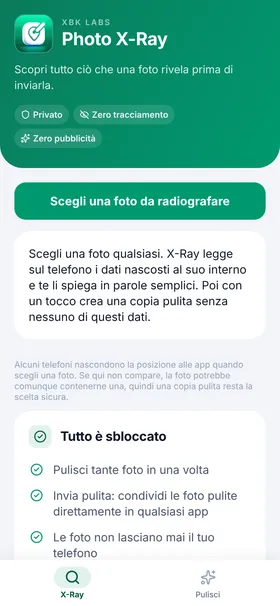 XBK LABS
Photo X-Ray
Scopri tutto ciò che una foto rivela prima di
inviarla.
Privato
Zero tracciamento
Zero pubblicità
Scegli una foto da radiografare
Scegli una foto qualsiasi. X-Ray legge
sul telefono i dati nascosti al suo interno
e te li spiega in parole semplici. Poi con
un tocco crea una copia pulita senza
nessuno di questi dati.
Alcuni telefoni nascondono la posizione alle app quando
scegli una foto. Se qui non compare, la foto potrebbe
comunque contenerne una, quindi una copia pulita resta la
scelta sicura.
Tutto è sbloccato
Pulisci tante foto in una volta
Invia pulita: condividi le foto pulite
direttamente in qualsiasi app
Le foto non lasciano mai il tuo
telefono
X-Ray
Pulisci